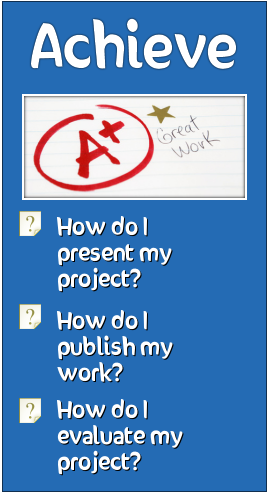 Achieve
A+
Great
Work
? How do I
present my
project?
? How do I
publish my
work?
? How do I
evaluate my
project?